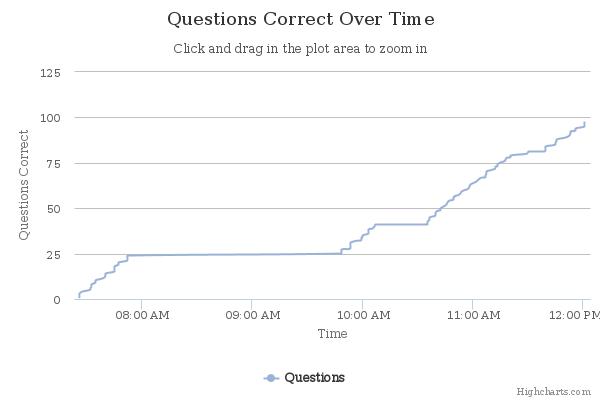 Questions Correct Over Time
Click and drag in the plot area to zoom in
Questions Correct
125
100
75
50
25
0
08:00 AM 09:00 AM 10:00 AM 11:00 AM 12:00 PM
Time
Questions
Highcharts.com